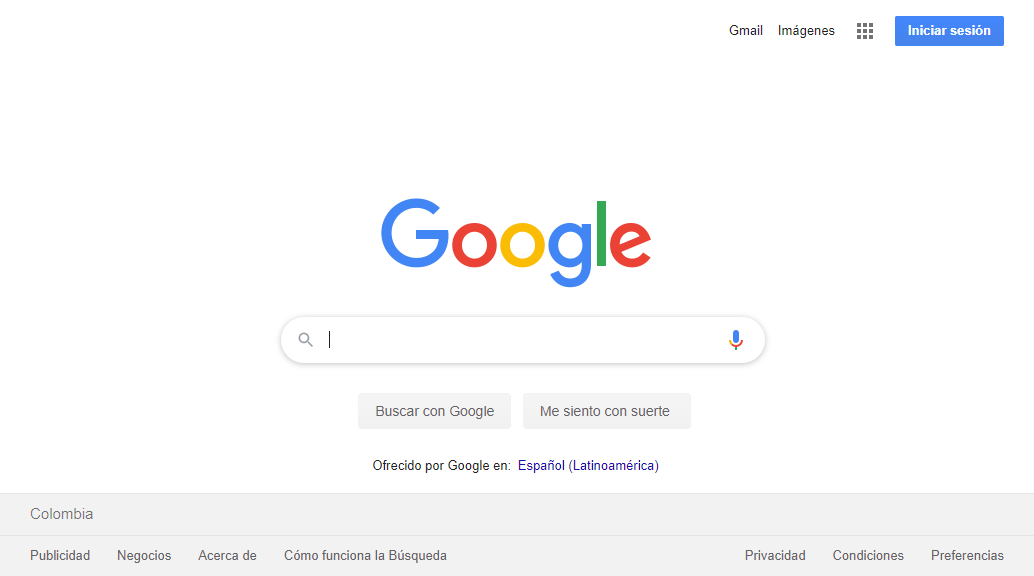 Gmail Imágenes Iniciar sesión
Google
Buscar con Google Me siento con suerte
Ofrecido por Google en: Español (Latinoamérica)
Colombia
Publicidad Negocios Acerca de Cómo funciona la Búsqueda Privacidad Condiciones Preferencias